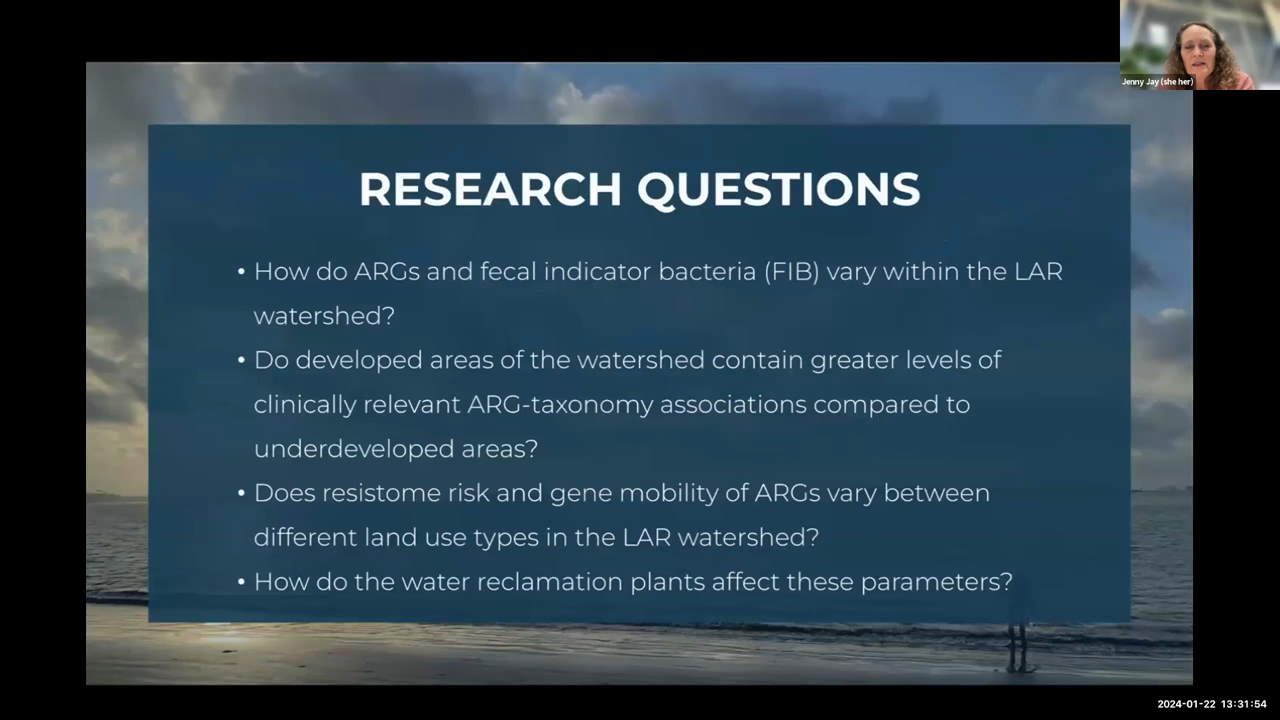 Jenny Jay (she her)
RESEARCH QUESTIONS
• How do ARGs and fecal indicator bacteria (FIB) vary within the LAR
watershed?
• Do developed areas of the watershed contain greater levels of
clinically relevant ARG-taxonomy associations compared to
underdeveloped areas?
• Does resistome risk and gene mobility of ARGs vary between
different land use types in the LAR watershed?
• How do the water reclamation plants affect these parameters?
2024-01-22 13:31:54